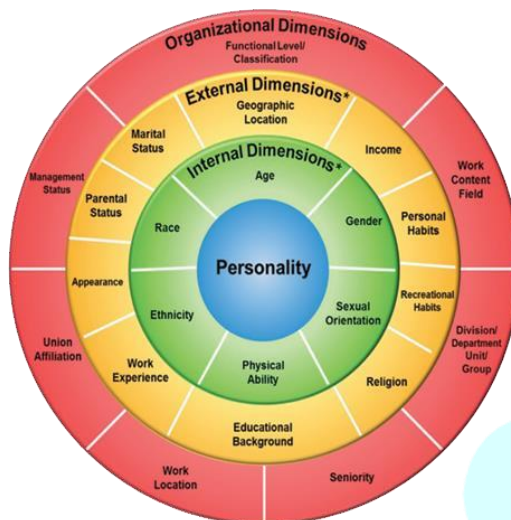 Organizational Dimensions
Functional Level/
Classification
External Dimensions*
Geographic
Location
Marital
Status
Income
Internal Dimensions*
Age
Management
Status
Work
Content
Field
Parental
Status
Personal
Habits
Race
Gender
Personality
Appearance
Recreational
Habits
Ethnicity
Sexual
Orientation
Union
Affiliation
Division/
Department
Unit/
Group
Work
Experience
Physical
Ability
Religion
Educational
Background
Work
Location
Seniority